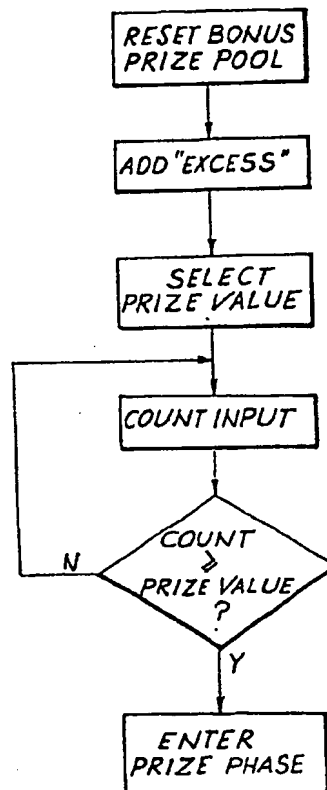 RESET BONUS
PRIZE POOL
ADD "EXCESS"
SELECT
PRIZE VALUE
COUNT INPUT
COUNT
≥
PRIZE VALUE
?
N
Y
ENTER
PRIZE PHASE